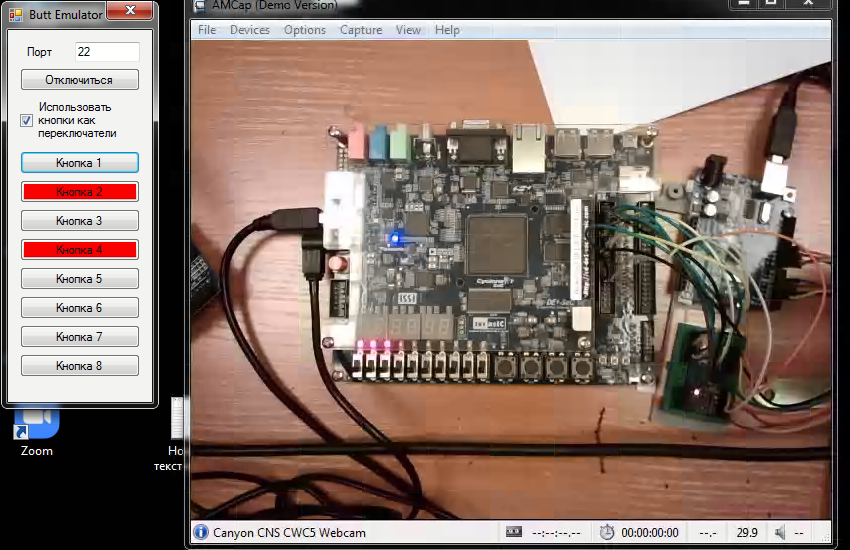 Butt Emulator
Порт
22
Отключиться
Использовать
кнопки как
переключатели
Кнопка 1
Кнопка 2
Кнопка 3
Кнопка 4
Кнопка 5
Кнопка 6
Кнопка 7
Кнопка 8
Zoom
Но
текст
AMCap (Demo Version)
File Devices Options Capture View Help
Canyon CNS CWC5 Webcam
--:--:--.--
00:00:00:00
--.-
29.9
--